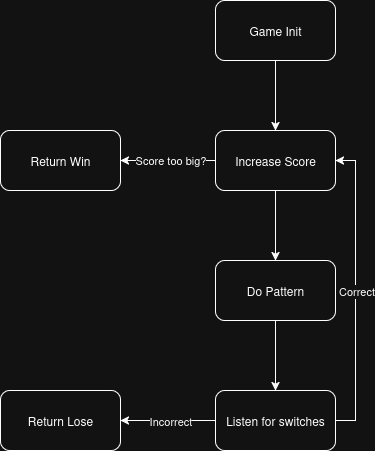 Game Init
Return Win
Score too big?
Increase Score
Do Pattern
Correct
Return Lose
Incorrect
Listen for switches